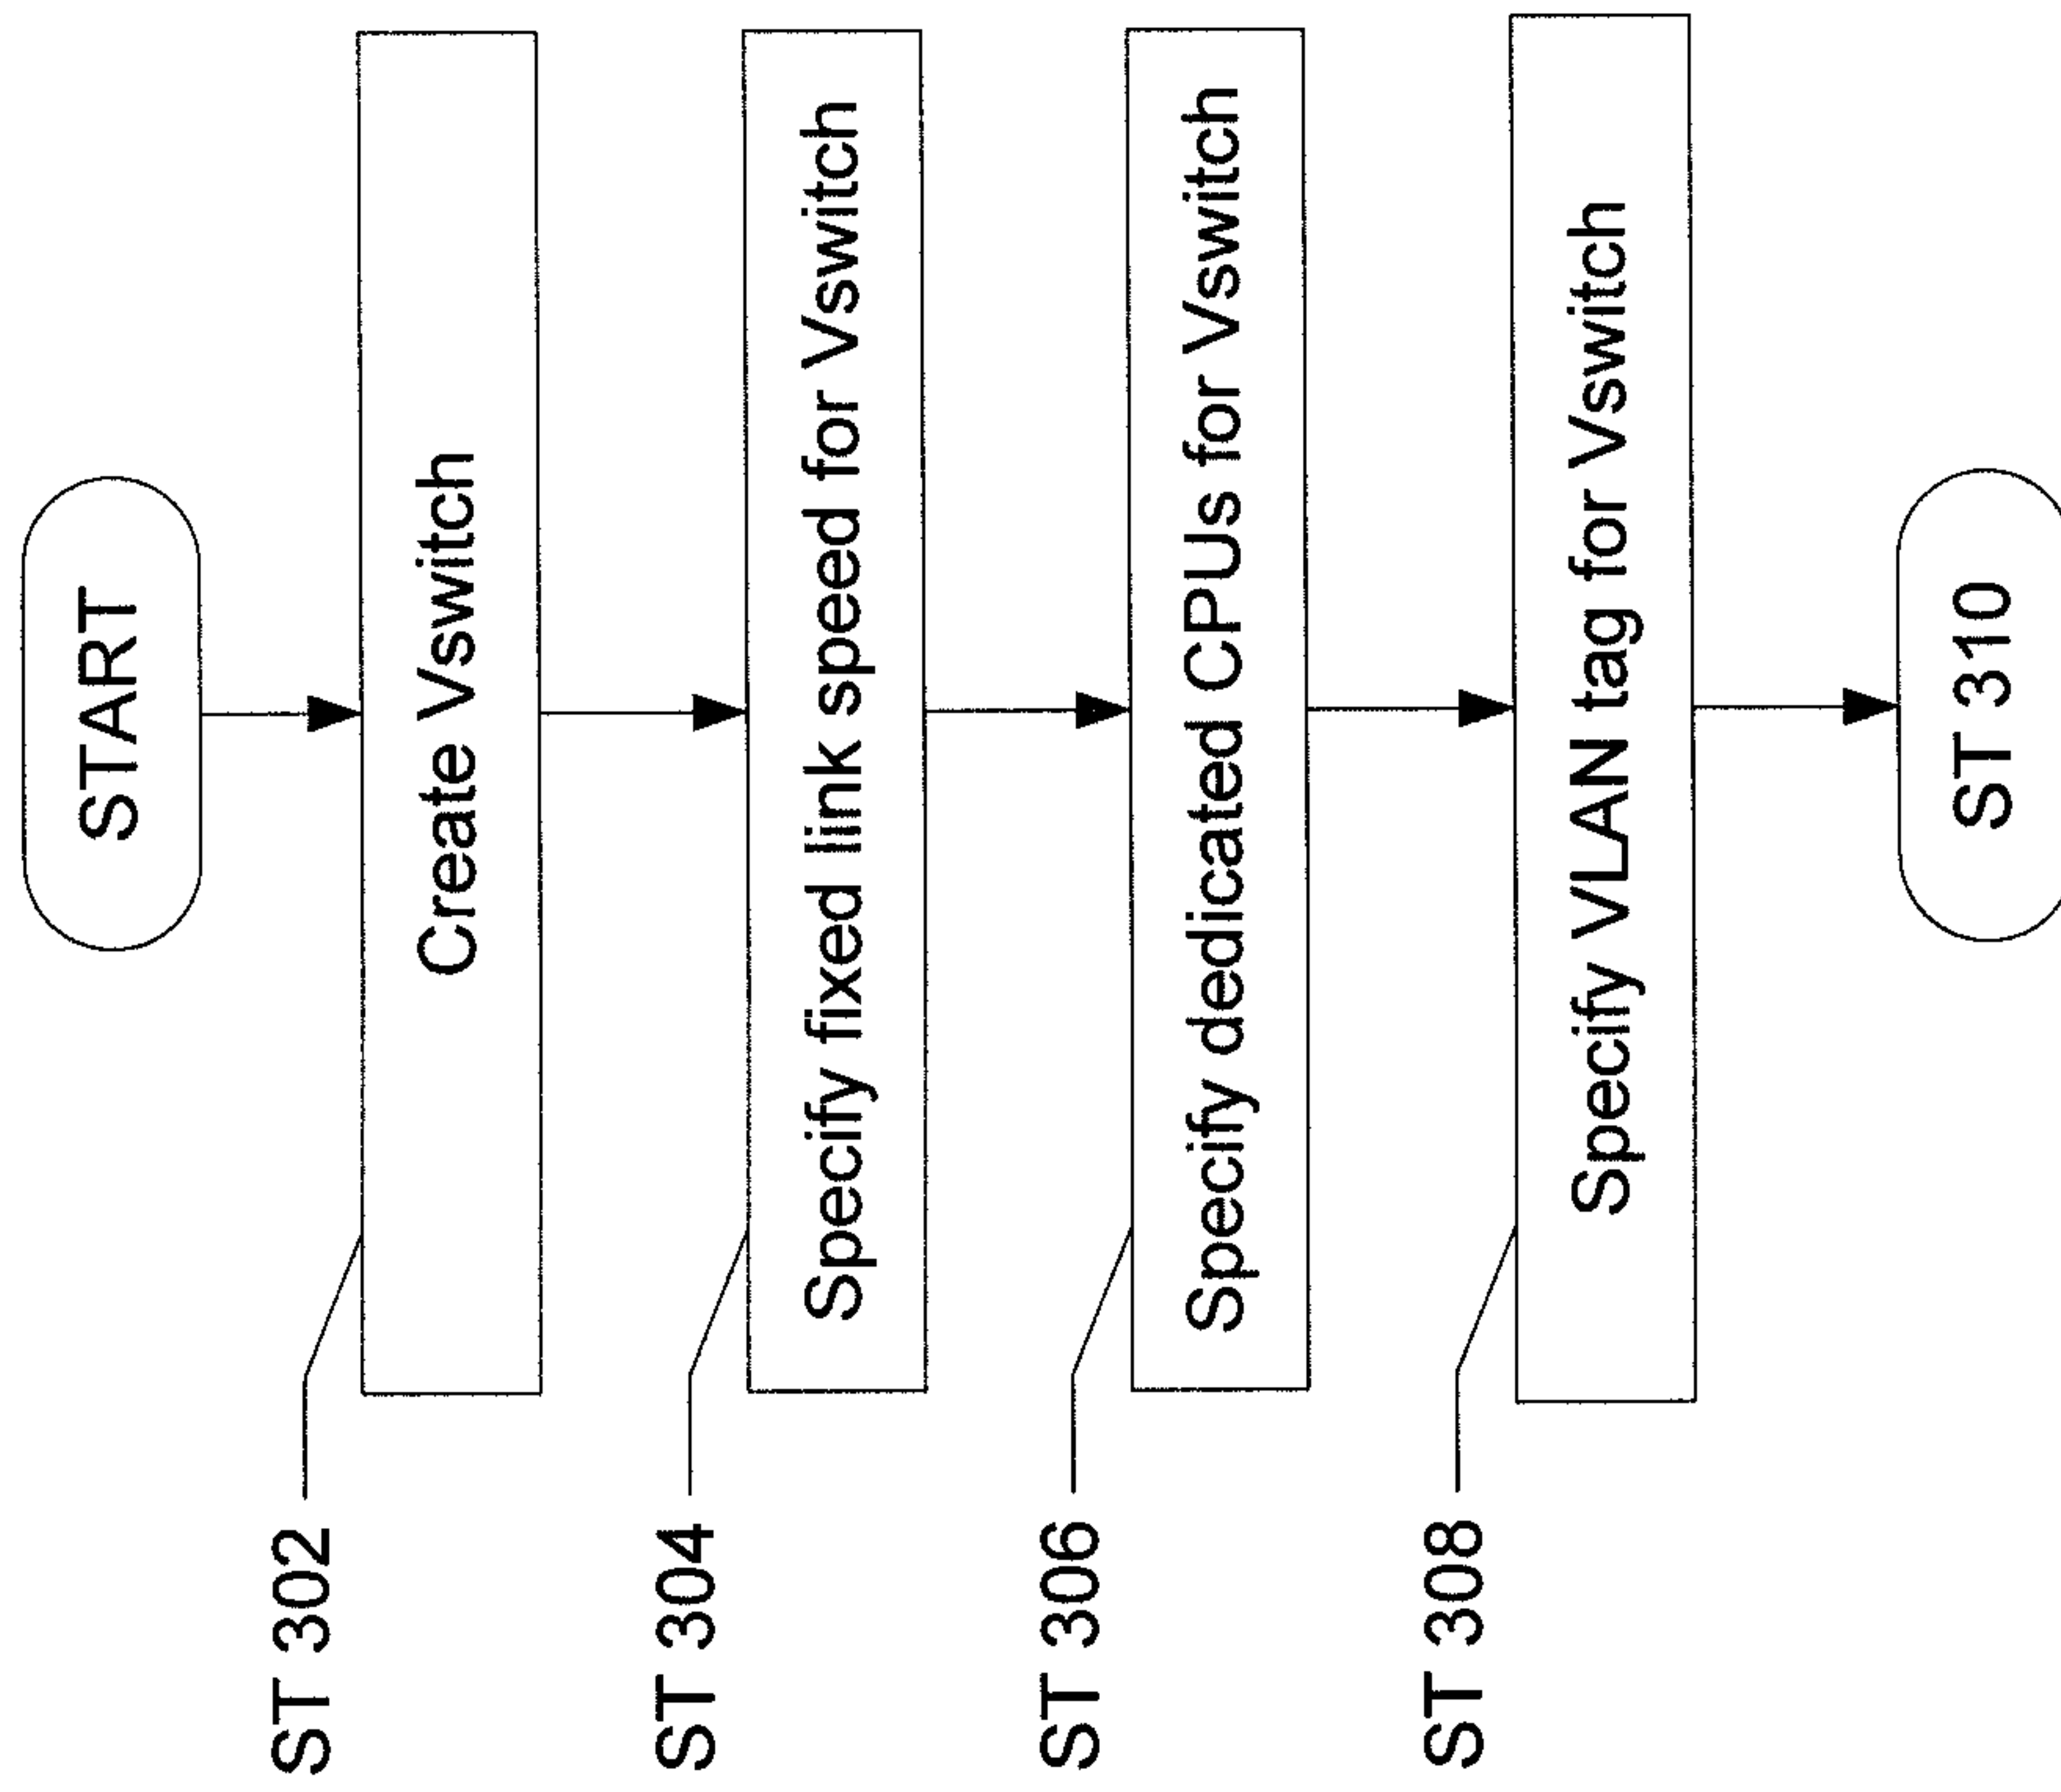 START
ST 302
Create Vswitch
ST 304
Specify fixed link speed for Vswitch
ST 306
Specify dedicated CPUs for Vswitch
ST 308
Specify VLAN tag for Vswitch
ST 310